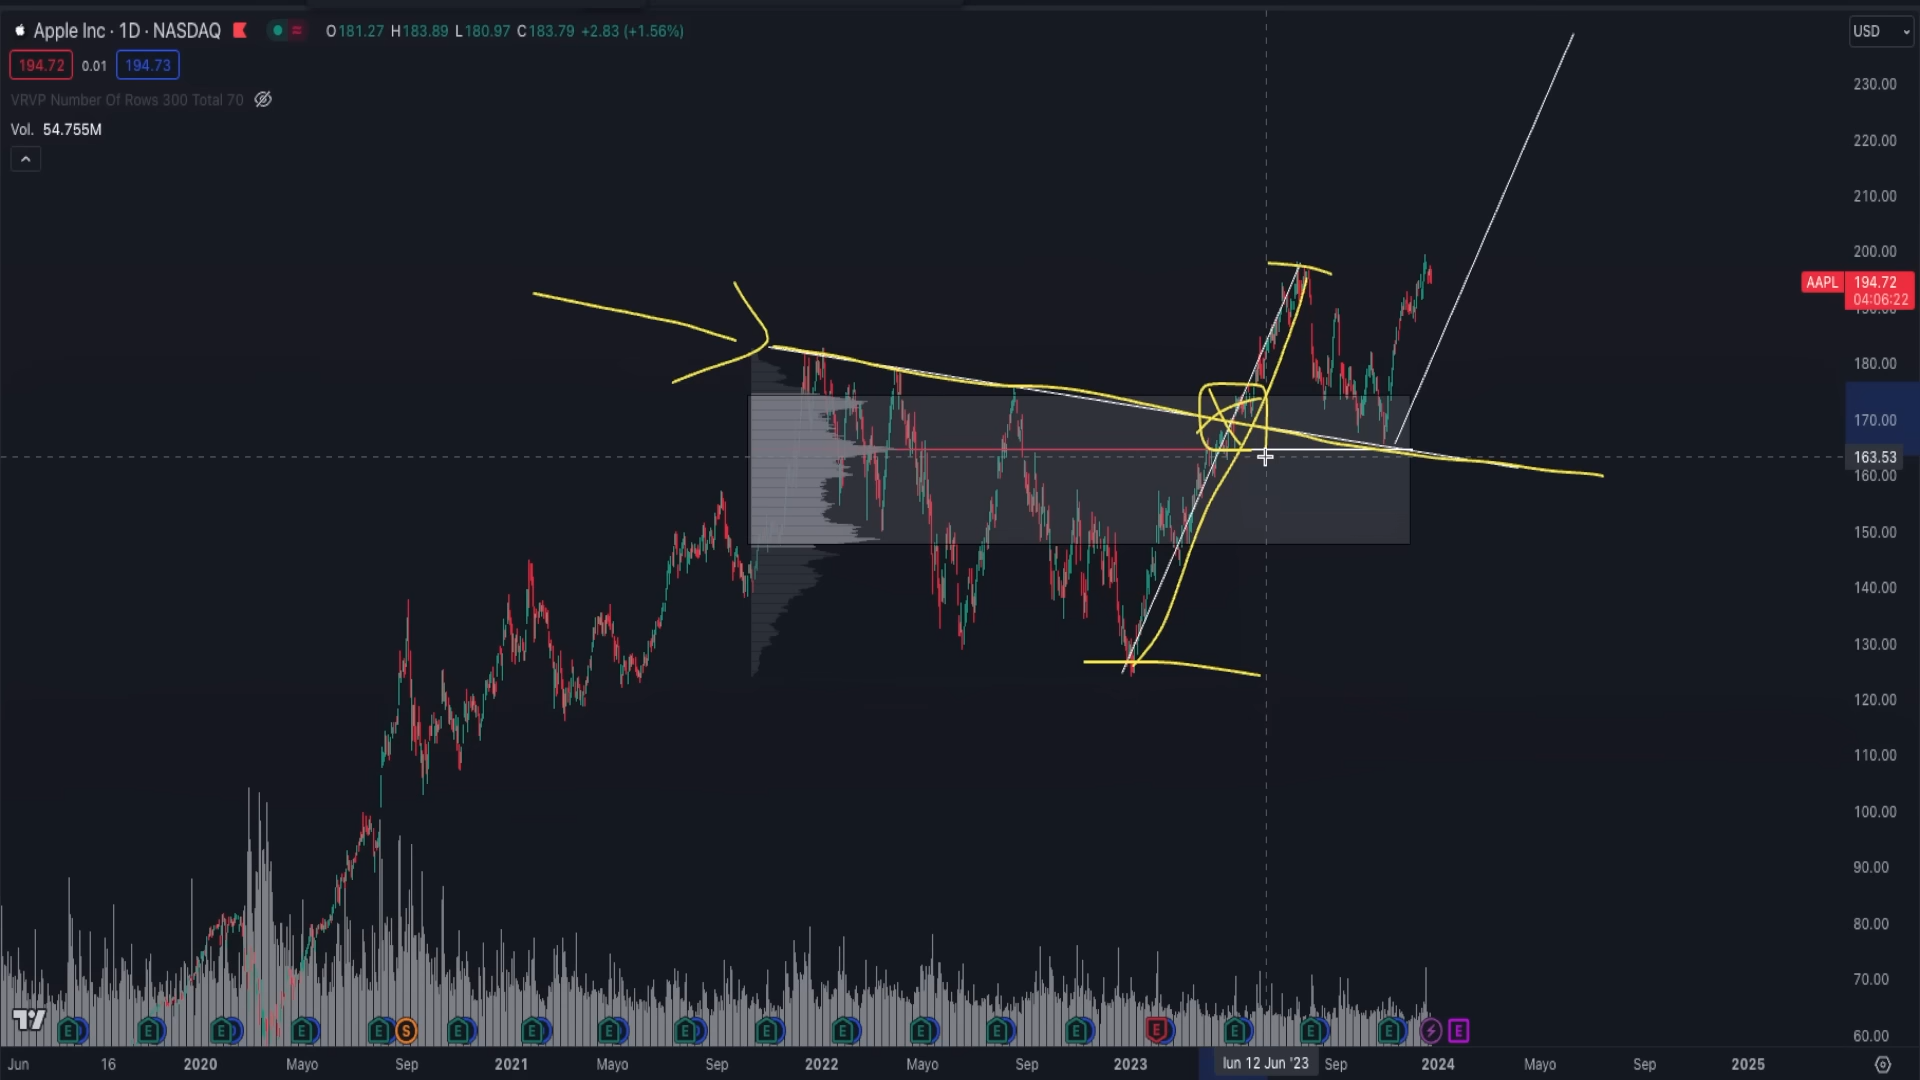 Apple Inc · 1D · NASDAQ O181.27 H183.89 L180.97 C183.79 +2.83 (+1.56%)
USD
194.72 0.01 194.73
VRVP Number Of Rows 300 Total 70
Vol. 54.755M
230.00
220.00
210.00
200.00
AAPL 194.72
04:06:22
190.00
180.00
170.00
163.53
160.00
150.00
140.00
130.00
120.00
110.00
100.00
90.00
80.00
70.00
60.00
E E E E E S E E E E E E E E E E E E E E
Jun 16 2020 Mayo Sep 2021 Mayo Sep 2022 Mayo Sep 2023 lun 12 Jun '23 Sep 2024 Mayo Sep 2025